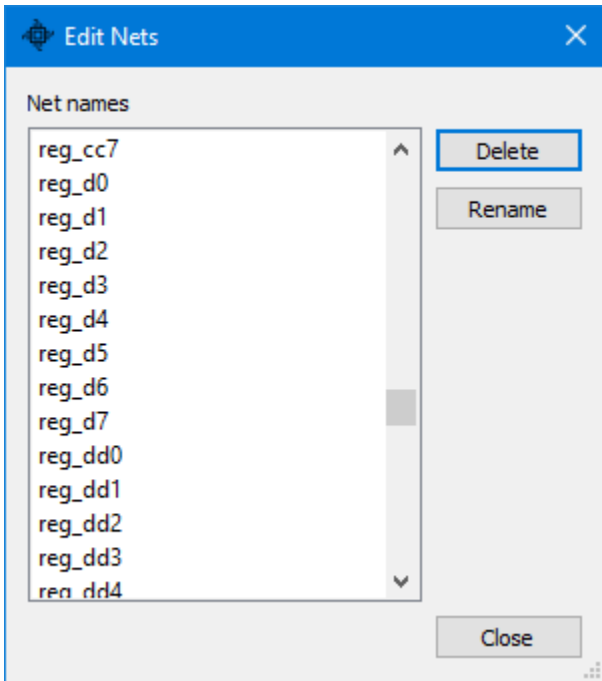 Edit Nets
Net names
reg_cc7
reg_d0
reg_d1
reg_d2
reg_d3
reg_d4
reg_d5
reg_d6
reg_d7
reg_dd0
reg_dd1
reg_dd2
reg_dd3
reg_dd4
Delete
Rename
Close